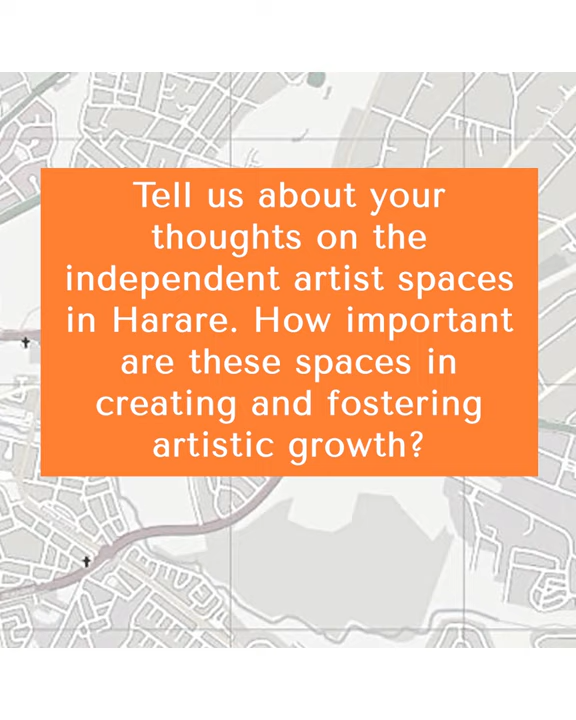 Tell us about your
thoughts on the
independent artist spaces
in Harare. How important
are these spaces in
creating and fostering
artistic growth?